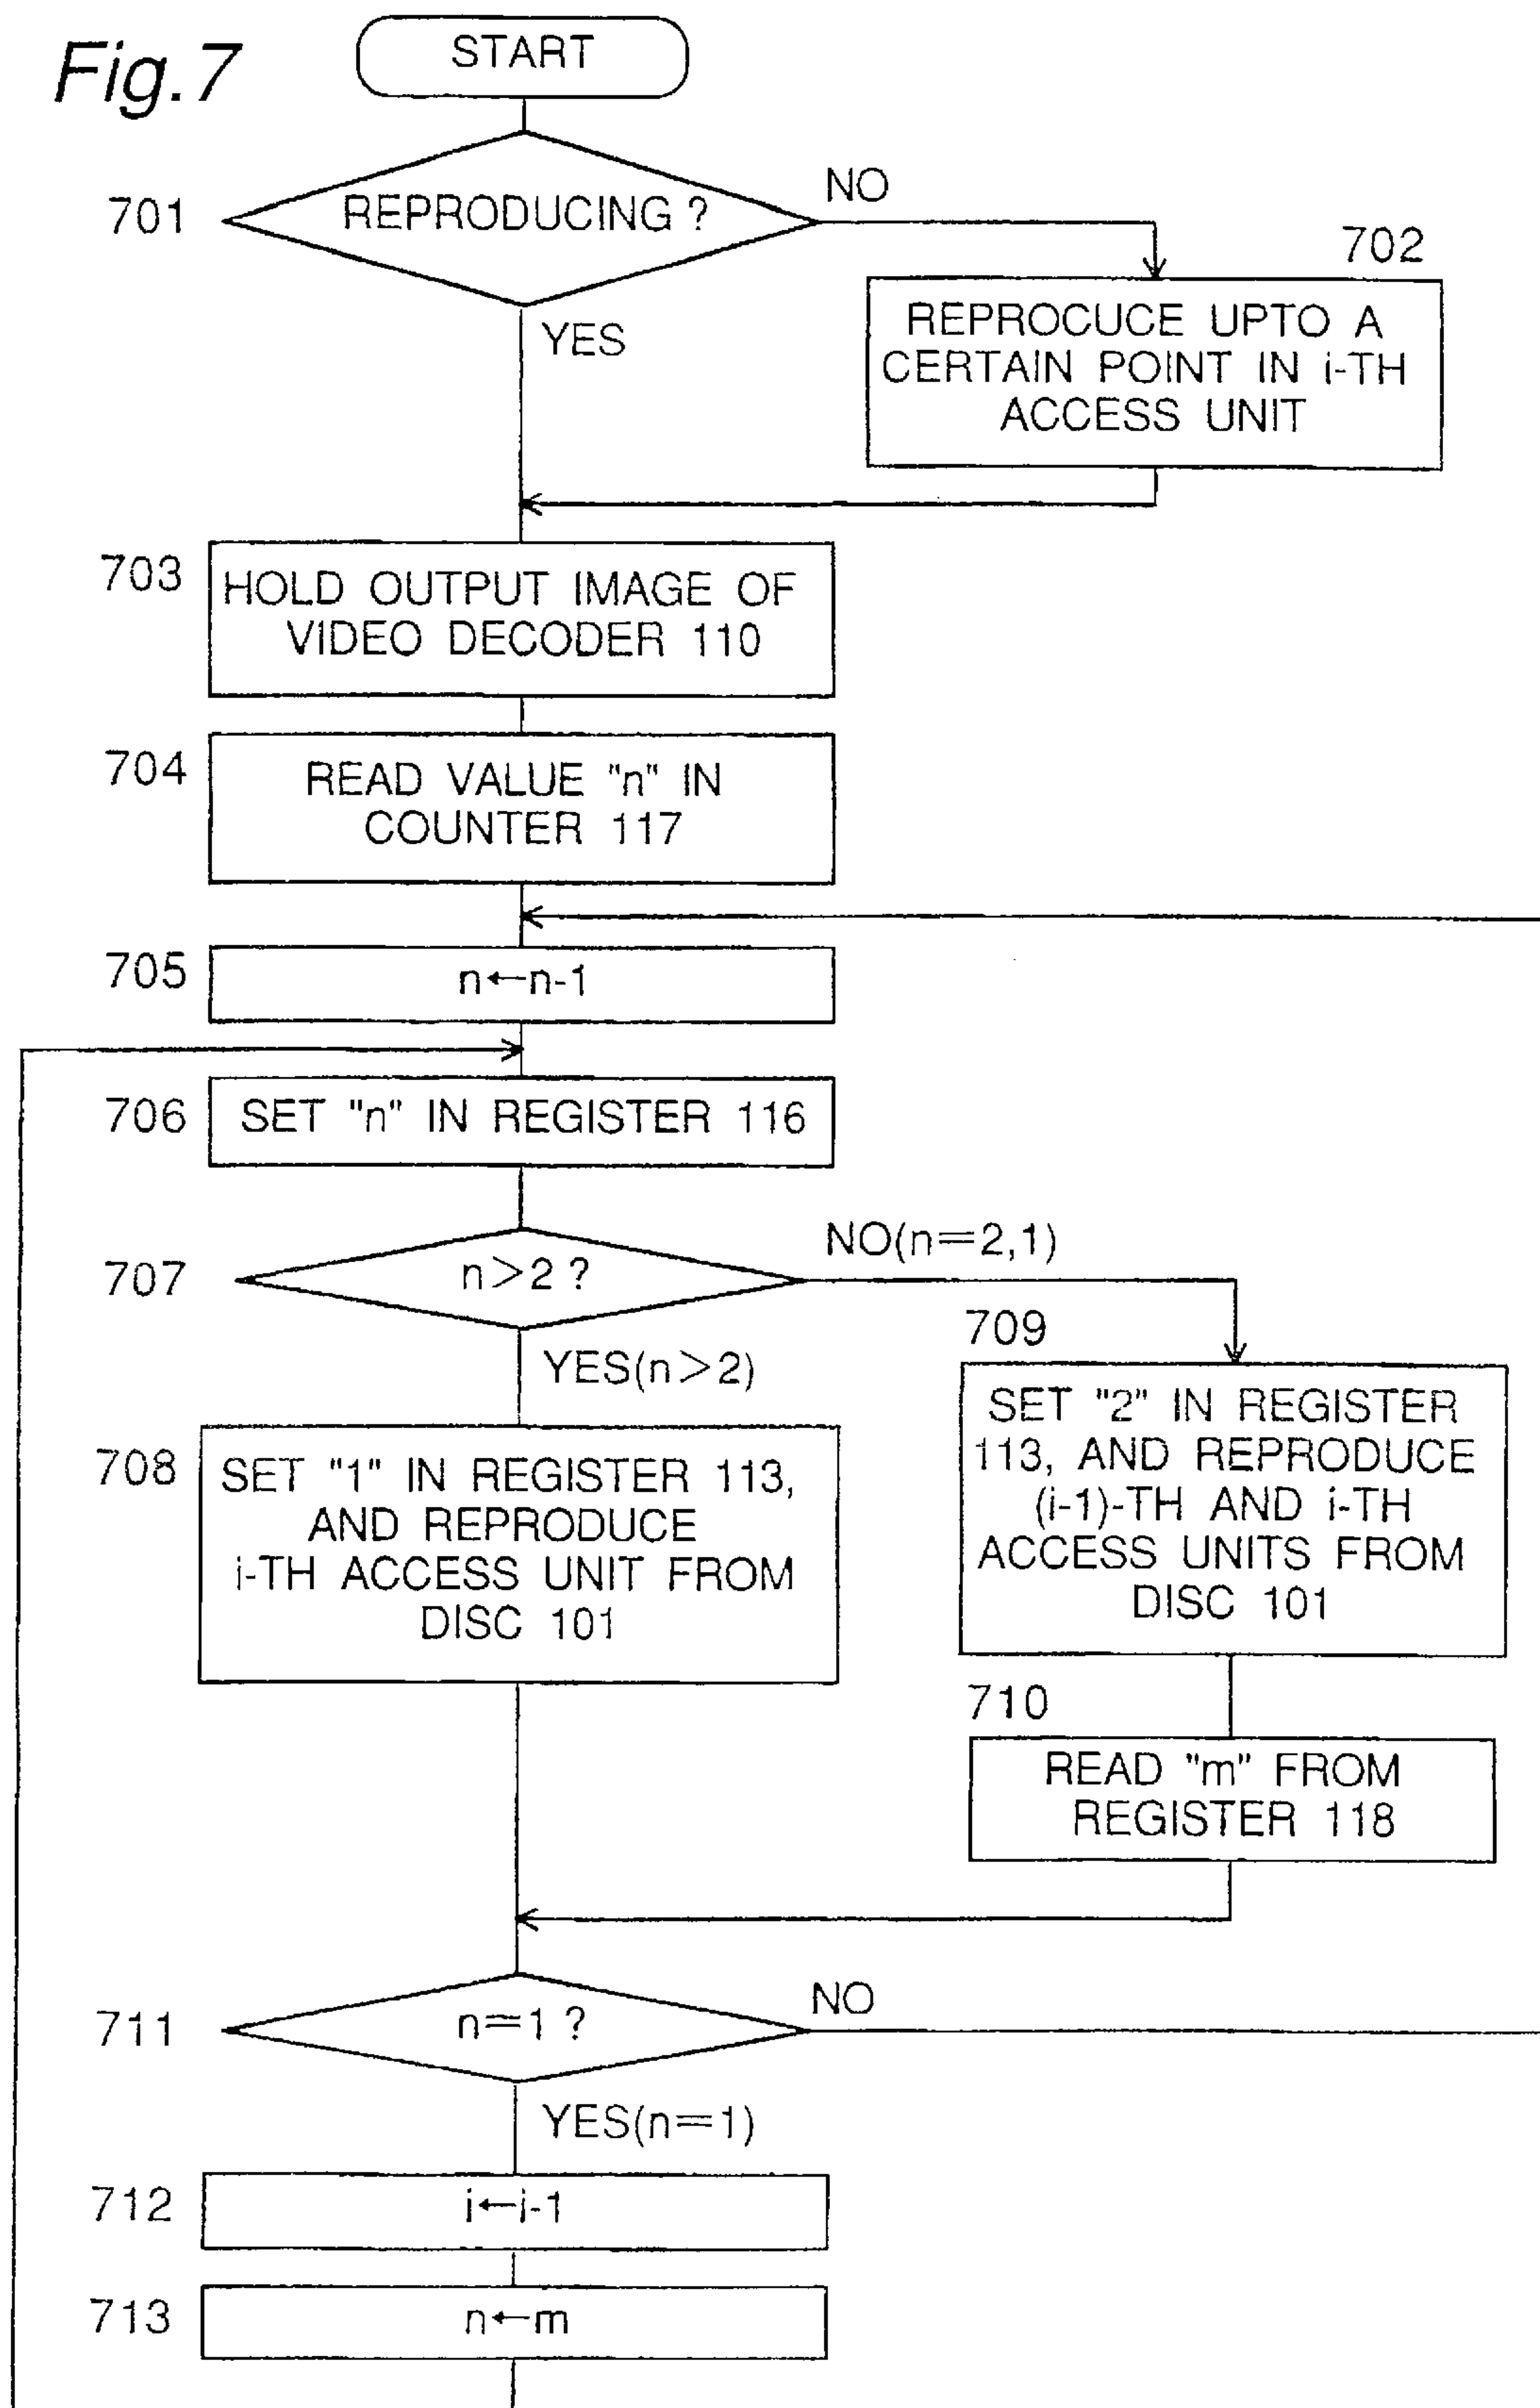 Fig.7
START
701
REPRODUCING ?
NO
702
REPROCUCE UPTO A
CERTAIN POINT IN i-TH
ACCESS UNIT
YES
703
HOLD OUTPUT IMAGE OF
VIDEO DECODER 110
704
READ VALUE "n" IN
COUNTER 117
705
n←n-1
706
SET "n" IN REGISTER 116
707
n>2 ?
NO(n=2,1)
YES(n>2)
709
SET "2" IN REGISTER
113, AND REPRODUCE
(i-1)-TH AND i-TH
ACCESS UNITS FROM
DISC 101
708
SET "1" IN REGISTER 113,
AND REPRODUCE
i-TH ACCESS UNIT FROM
DISC 101
710
READ "m" FROM
REGISTER 118
711
n=1 ?
NO
YES(n=1)
712
i←i-1
713
n←m